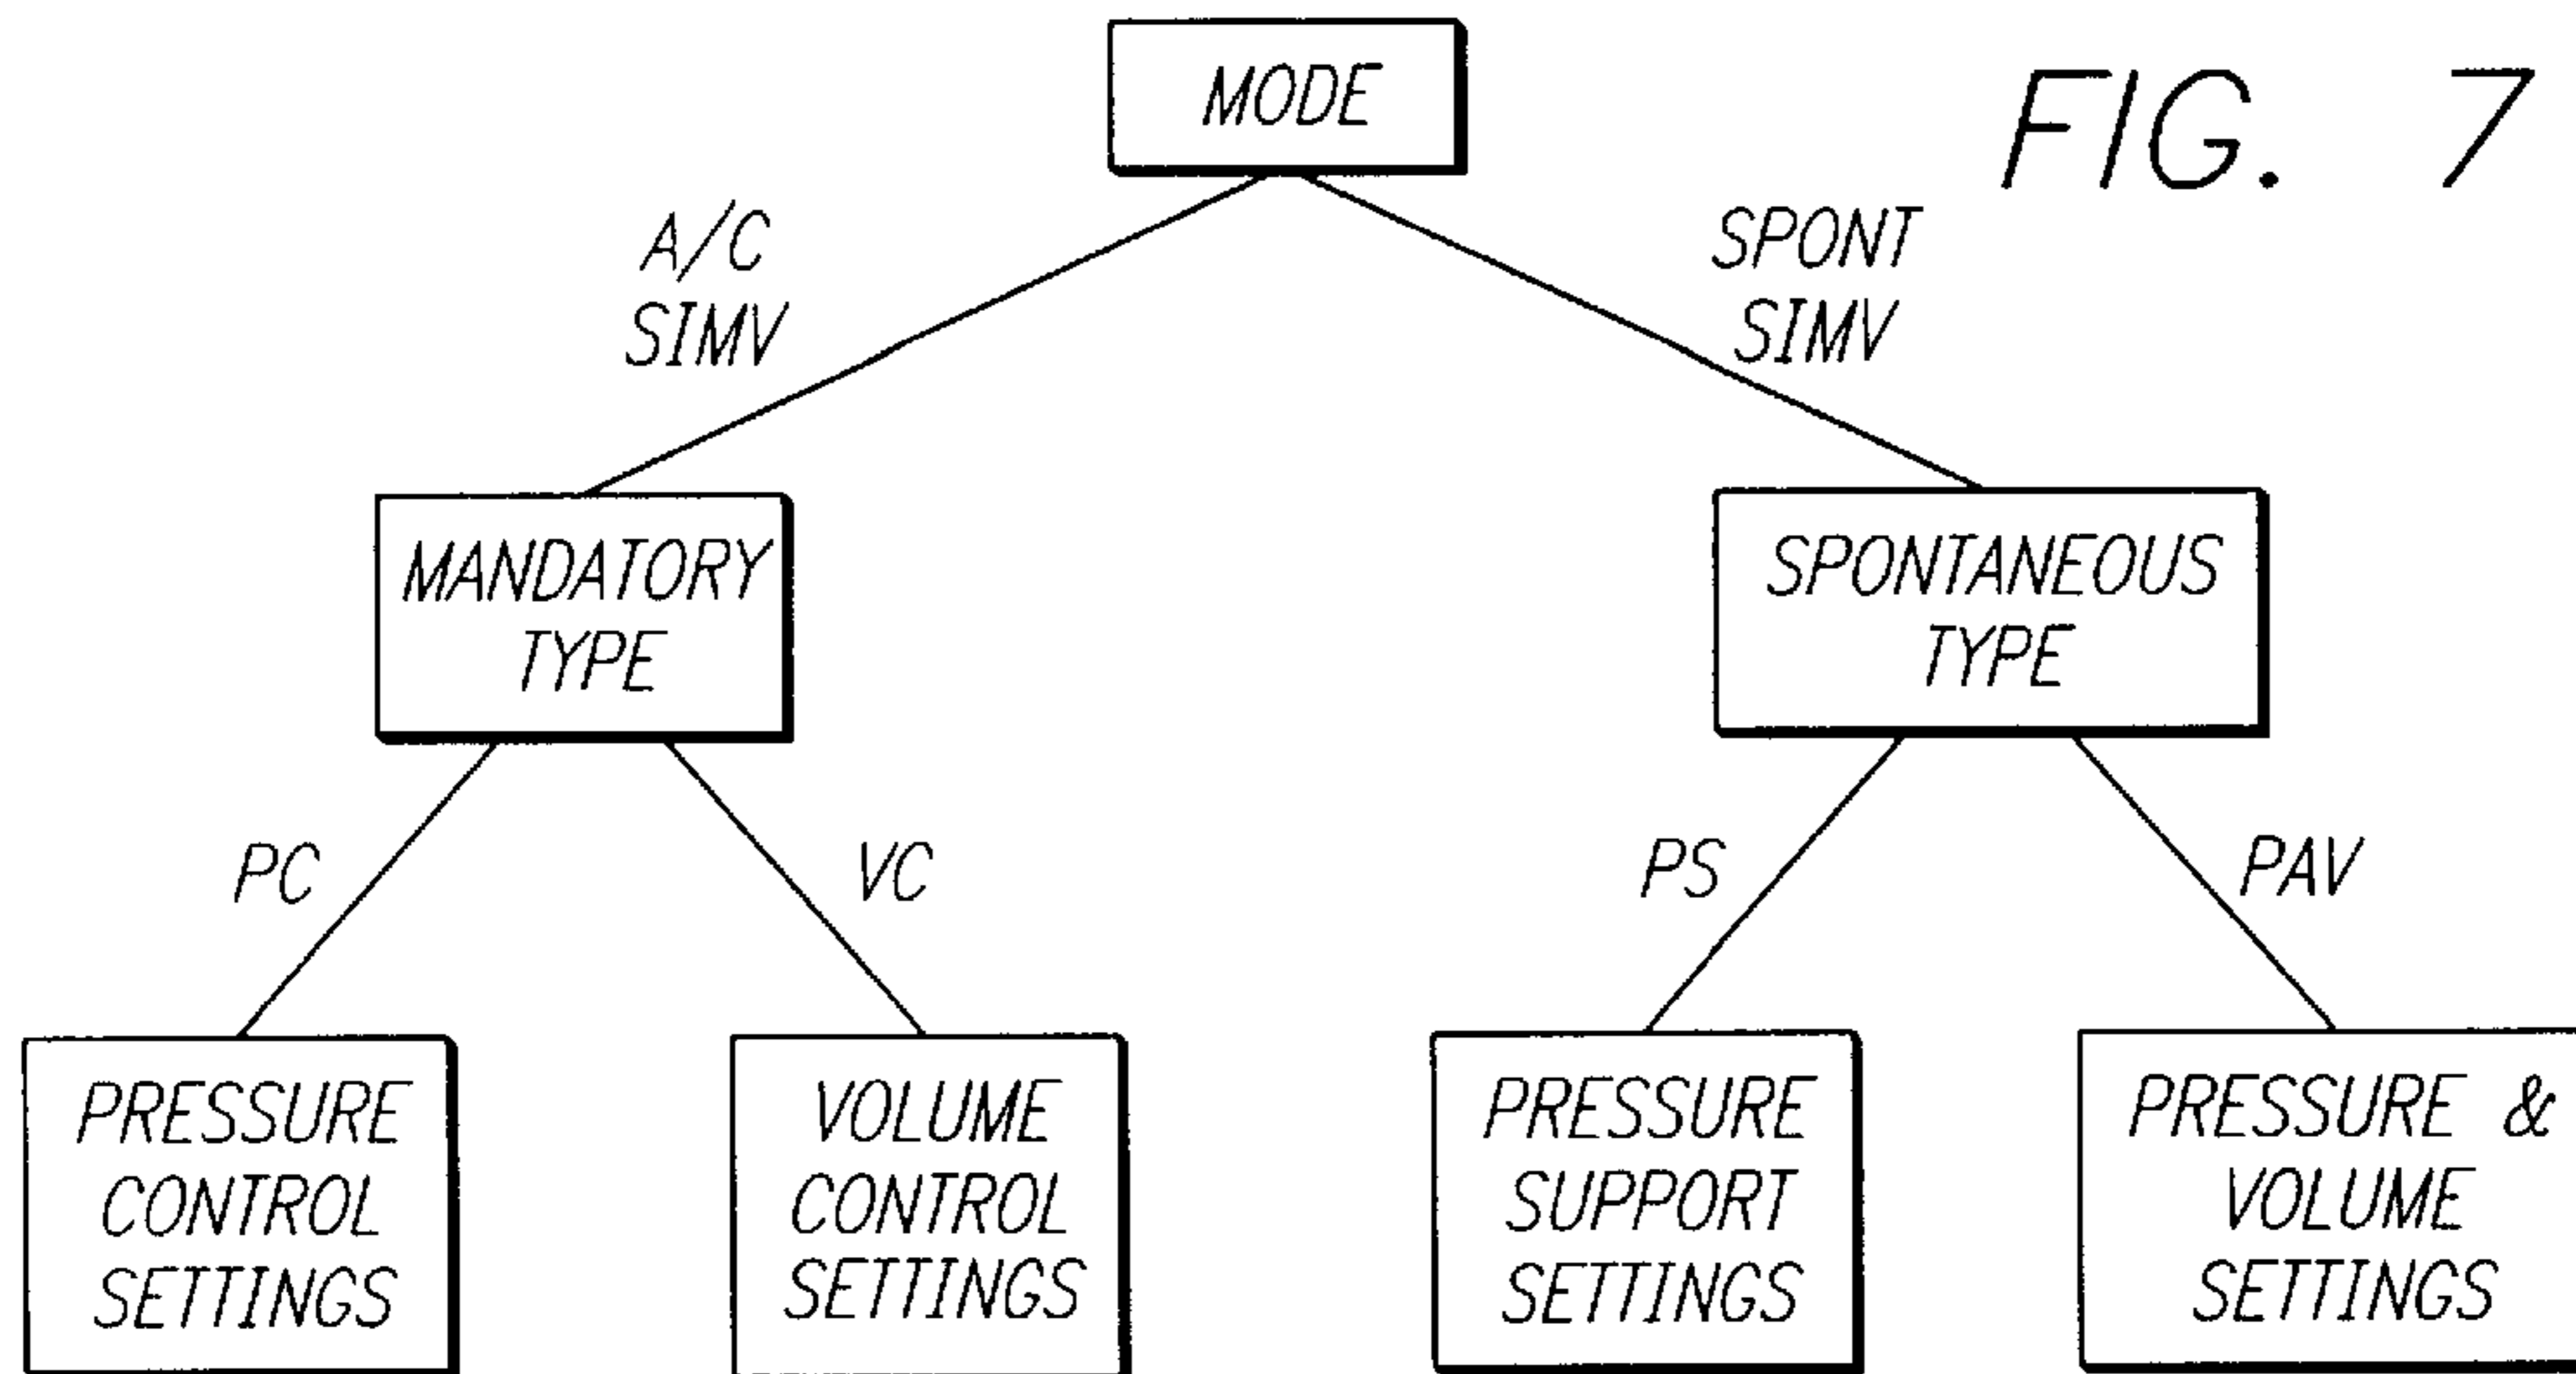 MODE
FIG. 7
A/C
SIMV
SPONT
SIMV
MANDATORY
TYPE
SPONTANEOUS
TYPE
PC
VC
PS
PAV
PRESSURE
CONTROL
SETTINGS
VOLUME
CONTROL
SETTINGS
PRESSURE
SUPPORT
SETTINGS
PRESSURE &
VOLUME
SETTINGS